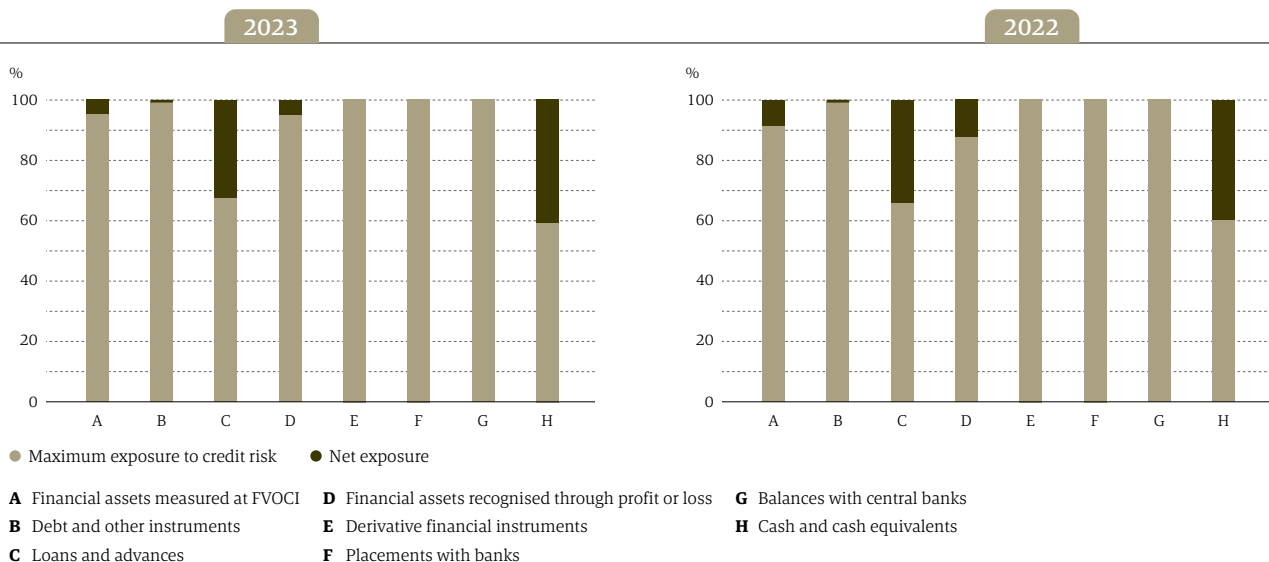 2023
%
100
80
60
40
20
0
A B C D E F G H
2022
%
100
80
60
40
20
0
A B C D E F G H
Maximum exposure to credit risk Net exposure
A Financial assets measured at FVOCI
B Debt and other instruments
C Loans and advances
D Financial assets recognised through profit or loss
E Derivative financial instruments
F Placements with banks
G Balances with central banks
H Cash and cash equivalents